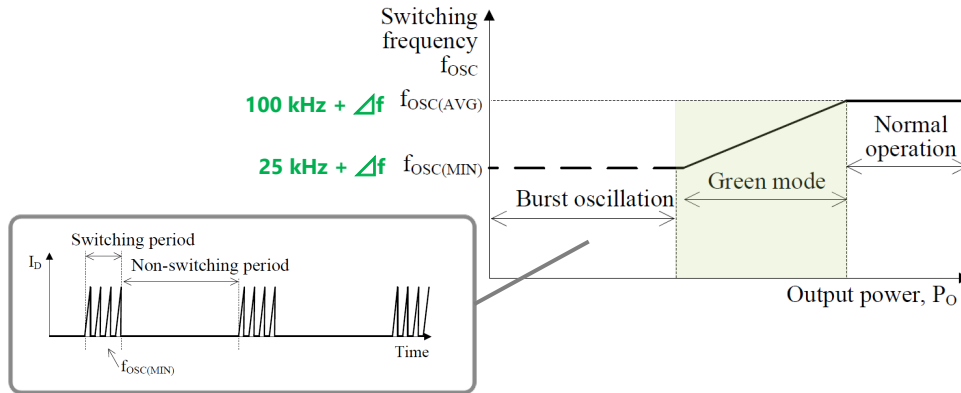 Switching
frequency
fOSC
100 kHz + ⊿f fOSC(AVG)
Normal
operation
25 kHz + ⊿f fOSC(MIN)
Green mode
Burst oscillation
Output power, PO
Switching period
ID
Non-switching period
Time
fOSC(MIN)